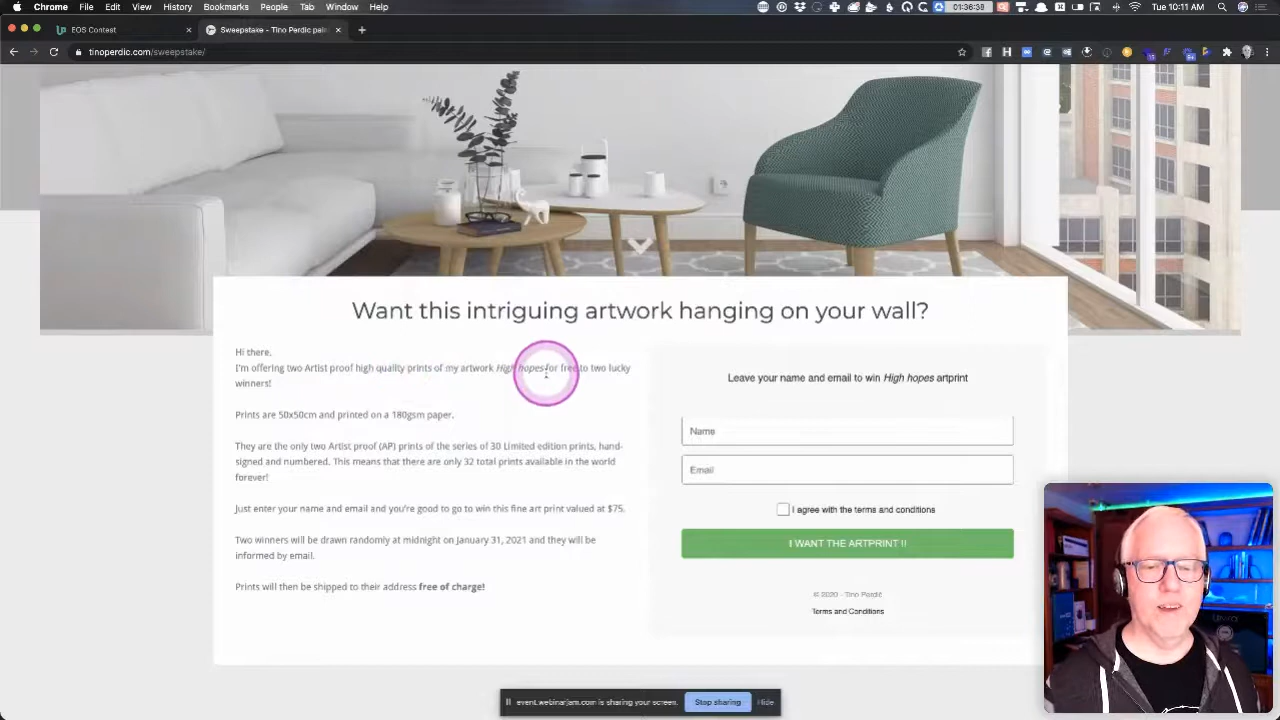 Chrome File Edit View History Bookmarks People Tab Window Help
01:36:38
Tue 10:11 AM
EOS Contest
Sweepstake - Tino Perdic pai
tinoperdic.com/sweepstake/
Want this intriguing artwork hanging on your wall?
Hi there.
I'm offering two Artist proof high quality prints of my artwork High hopes for free to two lucky
winners!
Prints are 50x50cm and printed on a 180gsm paper.
They are the only two Artist proof (AP) prints of the series of 30 Limited edition prints, hand-
signed and numbered. This means that there are only 32 total prints available in the world
forever!
Just enter your name and email and you're good to go to win this fine art print valued at $75.
Two winners will be drawn randomly at midnight on January 31, 2021 and they will be
informed by email.
Prints will then be shipped to their address free of charge!
Leave your name and email to win High hopes artprint
Name
Email
I agree with the terms and conditions
I WANT THE ARTPRINT !!
© 2020 - Tino Perdić
Terms and Conditions
event.webinarjam.com is sharing your screen.
Stop sharing
Hide